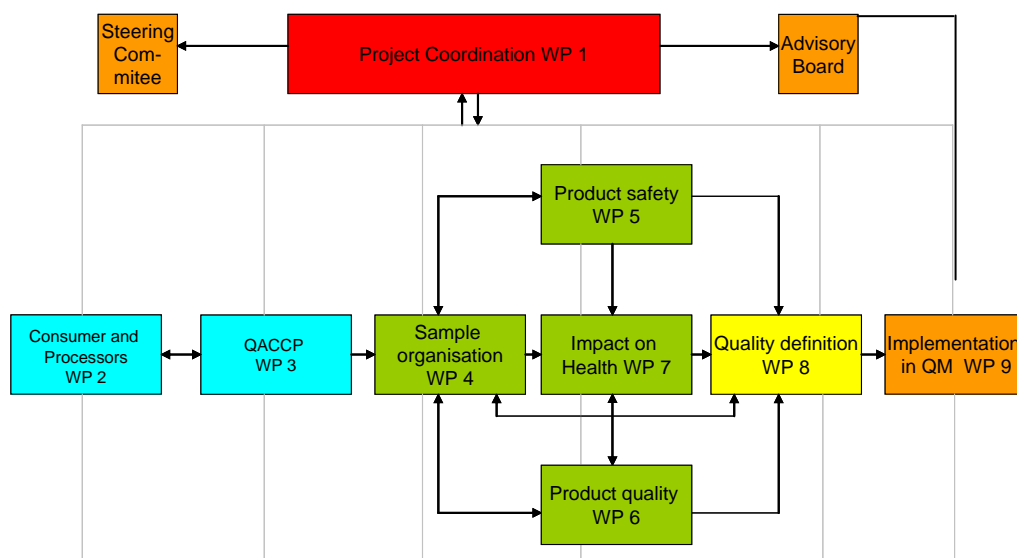 Steering
Com-
mitee
Project Coordination WP 1
Advisory
Board
Product safety
WP 5
Consumer and
Processors
WP 2
QACCP
WP 3
Sample
organisation
WP 4
Impact on
Health WP 7
Quality definition
WP 8
Implementation
in QM WP 9
Product quality
WP 6